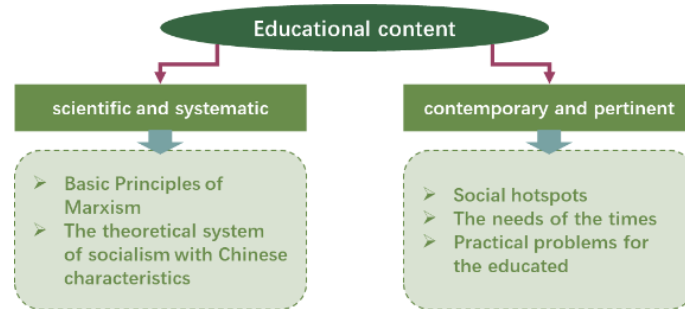 Educational content
scientific and systematic
contemporary and pertinent
➢ Basic Principles of
Marxism
➢ The theoretical system
of socialism with Chinese
characteristics
➢ Social hotspots
➢ The needs of the times
➢ Practical problems for
the educated